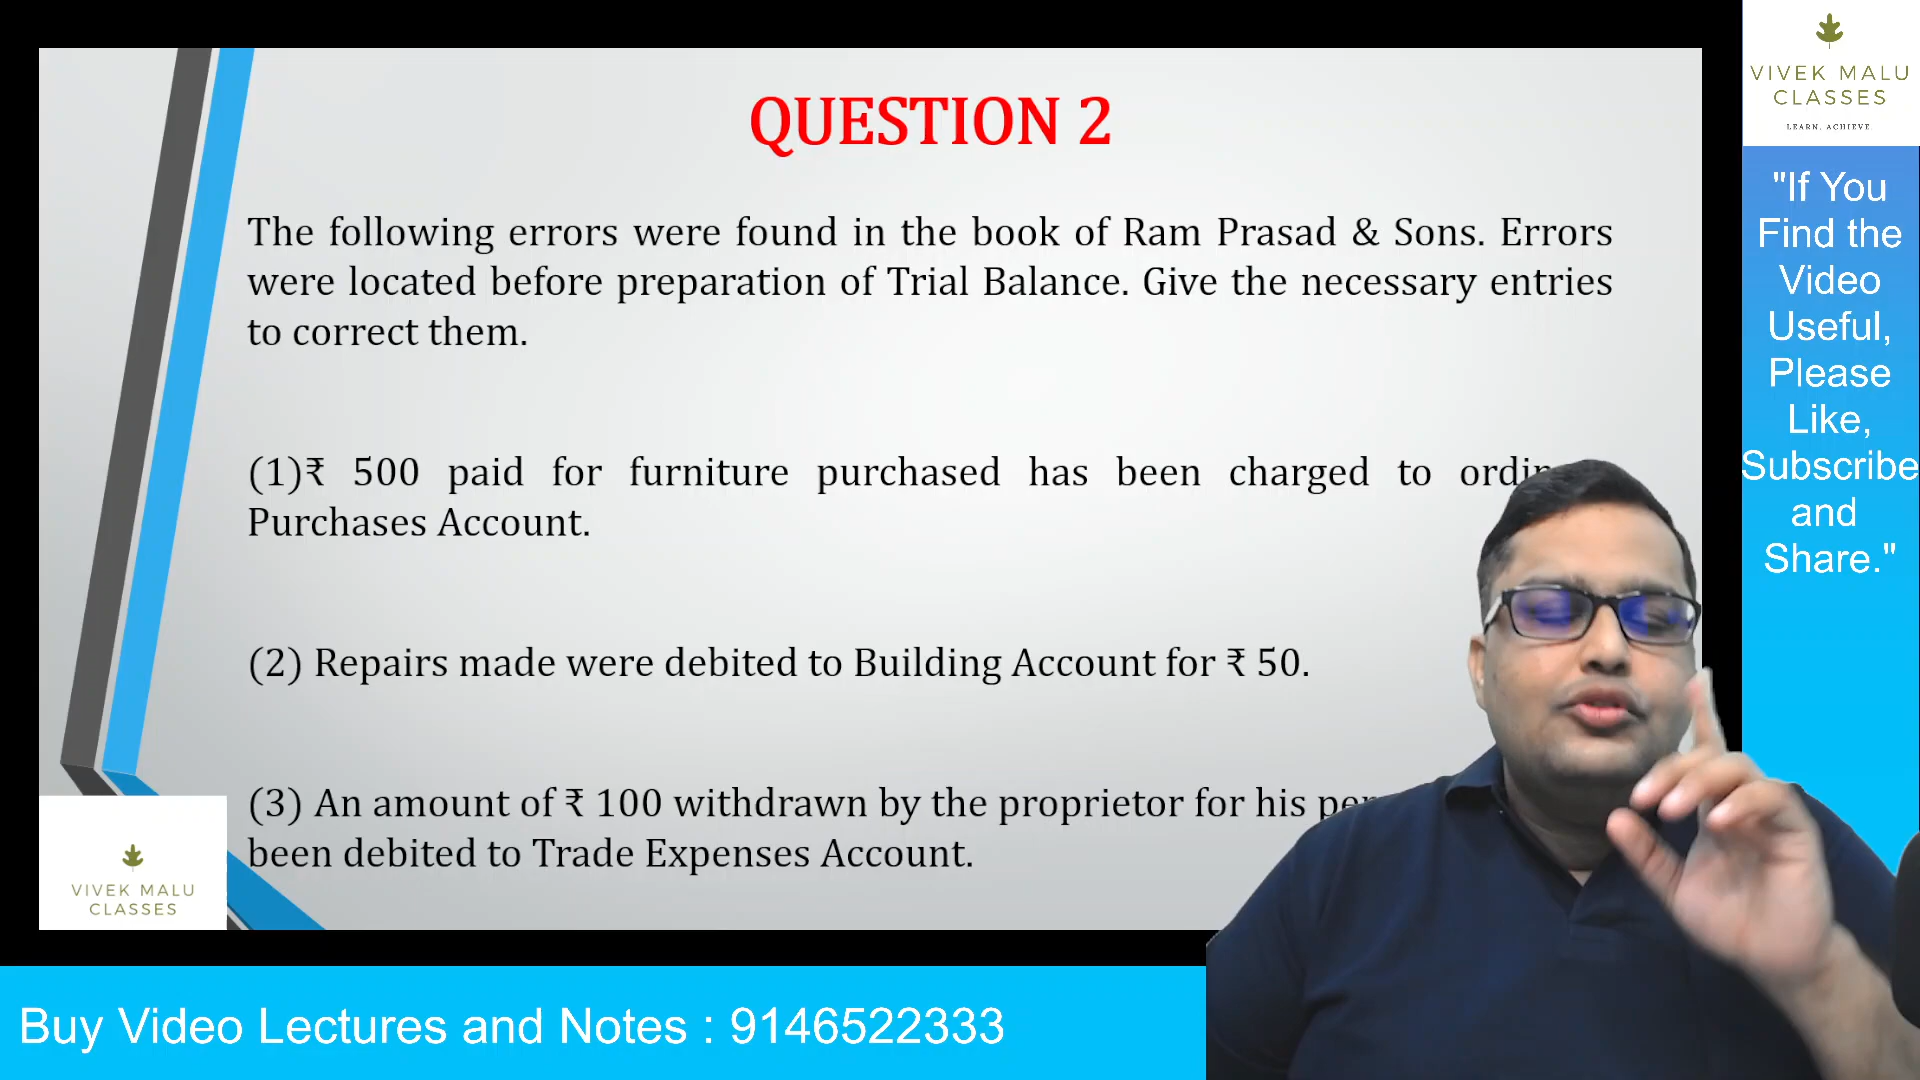 QUESTION 2
The following errors were found in the book of Ram Prasad & Sons. Errors
were located before preparation of Trial Balance. Give the necessary entries
to correct them.
(1)₹ 500 paid for furniture purchased has been charged to
Purchases Account.
(2) Repairs made were debited to Building Account for ₹ 50.
(3) An amount of ₹ 100 withdrawn by the proprietor for his
been debited to Trade Expenses Account.
VIVEK MALU
CLASSES
Buy Video Lectures and Notes : 9146522333
VIVEK MALU
CLASSES
LEARN. ACHIEVE.
"If You
Find the
Video
Useful,
Please
Like,
Subscribe
and
Share."